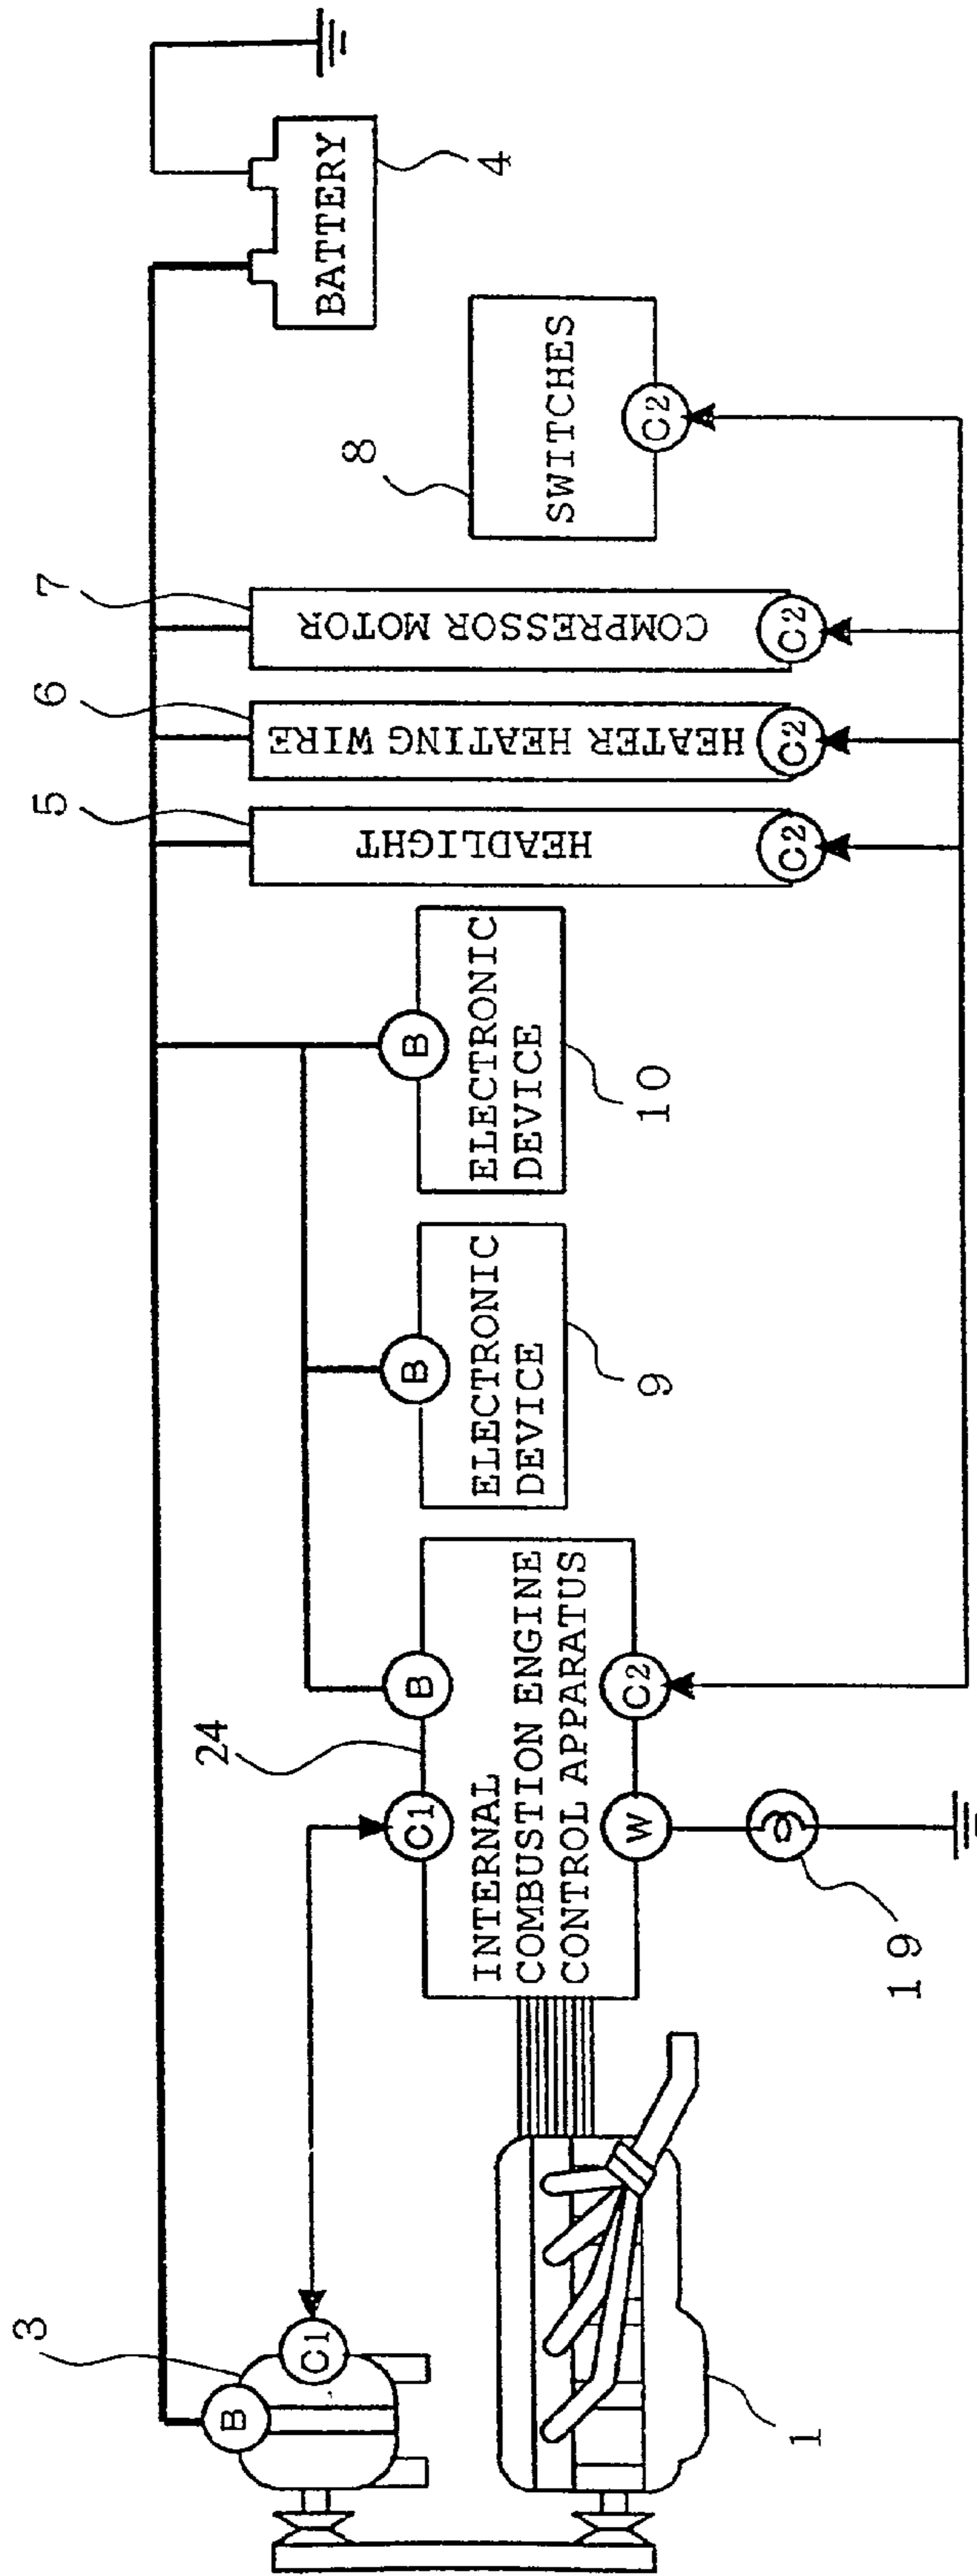 3
B
C1
1
24
C1
B
INTERNAL
COMBUSTION ENGINE
CONTROL APPARATUS
W
C2
19
B
ELECTRONIC
DEVICE
9
B
ELECTRONIC
DEVICE
10
5
HEADLIGHT
C2
6
HEATER HEATING WIRE
C2
7
COMPRESSOR MOTOR
C2
8
SWITCHES
C2
BATTERY
4